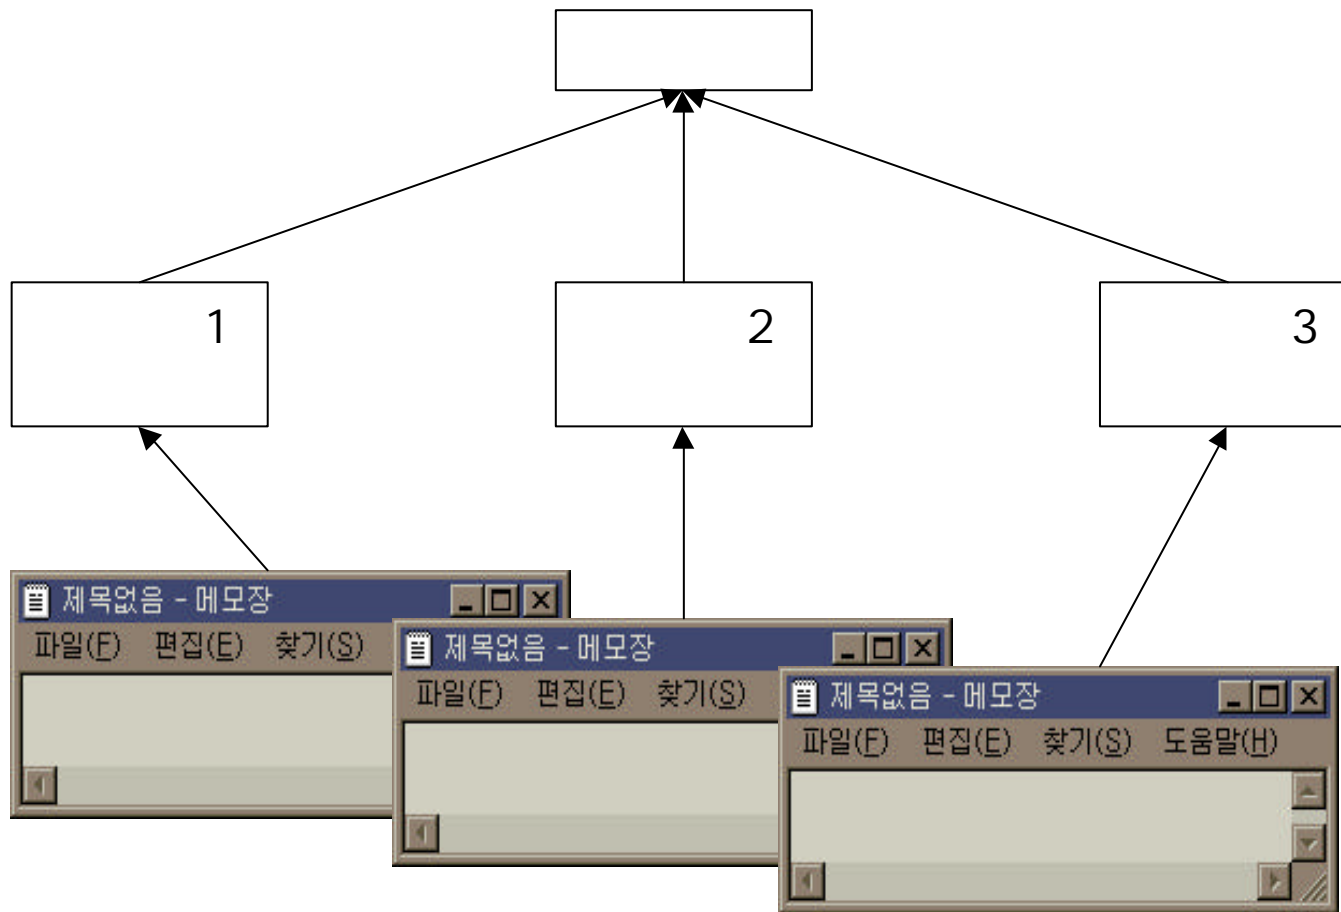 1
2
3
제목없음 - 메모장
파일(F) 편집(E) 찾기(S)
제목없음 - 메모장
파일(F) 편집(E) 찾기(S)
제목없음 - 메모장
파일(F) 편집(E) 찾기(S) 도움말(H)